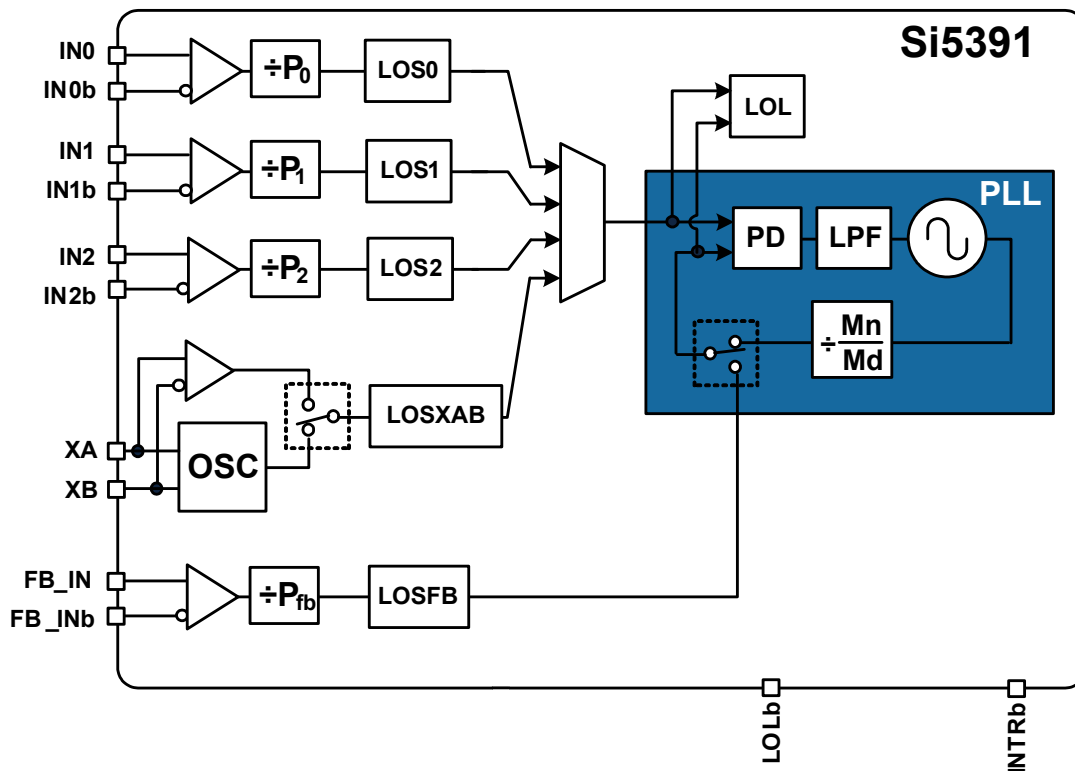 Si5391
IN0
IN0b
÷P0
LOS0
LOL
IN1
IN1b
÷P1
LOS1
PLL
PD
LPF
IN2
IN2b
÷P2
LOS2
÷Mn
Md
XA
XB
OSC
LOSXAB
FB_IN
FB_INb
÷Pfb
LOSFB
LOLb
INTRb